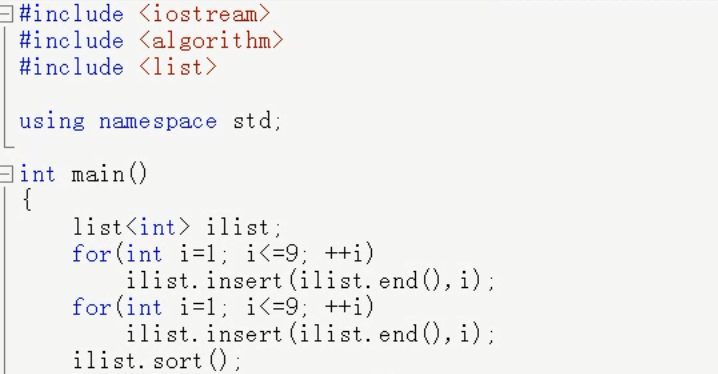 #include <iostream>
#include <algorithm>
#include <list>
using namespace std;
int main()
{
list<int> ilist;
for(int i=1; i<=9; ++i)
ilist.insert(ilist.end(),i);
for(int i=1; i<=9; ++i)
ilist.insert(ilist.end(),i);
ilist.sort();